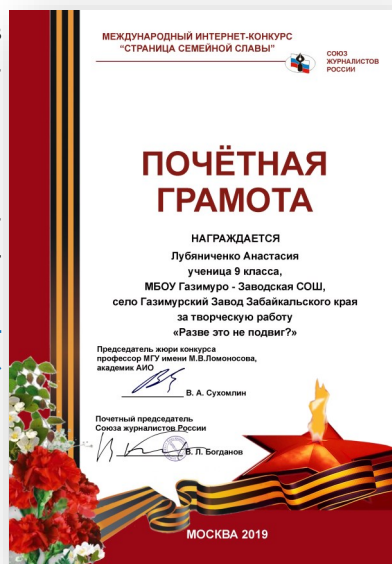 МЕЖДУНАРОДНЫЙ ИНТЕРНЕТ-КОНКУРС
“СТРАНИЦА СЕМЕЙНОЙ СЛАВЫ”
СОЮЗ
ЖУРНАЛИСТОВ
РОССИИ
ПОЧЁТНАЯ
ГРАМОТА
НАГРАЖДАЕТСЯ
Лубяниченко Анастасия
ученица 9 класса,
МБОУ Газимуро - Заводская СОШ,
село Газимурский Завод Забайкальского края
за творческую работу
«Разве это не подвиг?»
Председатель жюри конкурса
профессор МГУ имени М.В.Ломоносова,
академик АИО
В. А. Сухомлин
Почетный председатель
Союза журналистов России
В. Л. Богданов
МОСКВА 2019